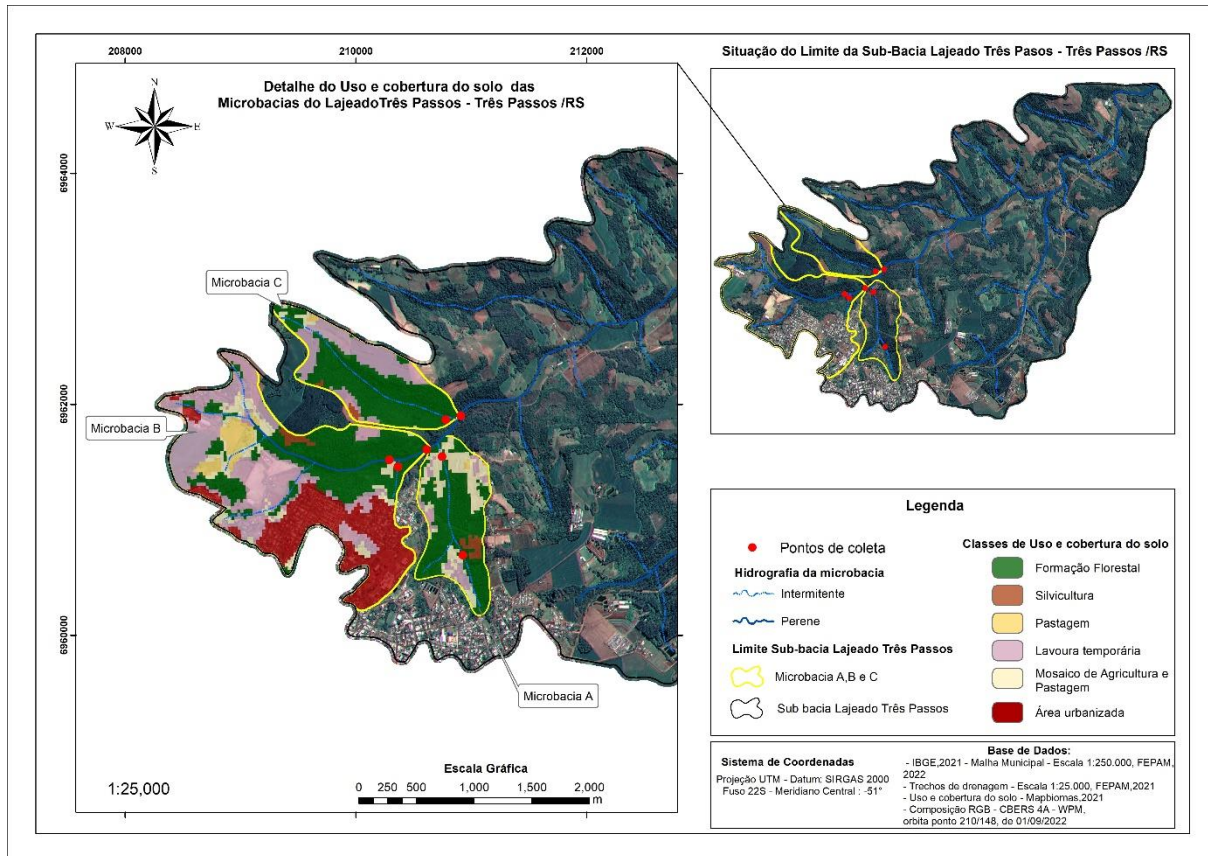 208000
210000
212000
Detalhe do Uso e cobertura do solo das
Microbacias do LajeadoTrês Passos - Três Passos /RS
N
W
E
S
6964000
6962000
6960000
Microbacia C
Microbacia B
Microbacia A
1:25,000
Escala Gráfica
0 250 500 1,000 1,500 2,000
m
Situação do Limite da Sub-Bacia Lajeado Três Pasos - Três Passos /RS
Legenda
Pontos de coleta
Hidrografia da microbacia
Intermitente
Perene
Limite Sub-bacia Lajeado Três Passos
Microbacia A,B e C
Sub bacia Lajeado Três Passos
Classes de Uso e cobertura do solo
Formação Florestal
Silvicultura
Pastagem
Lavoura temporária
Mosaico de Agricultura e
Pastagem
Área urbanizada
Sistema de Coordenadas
Projeção UTM - Datum: SIRGAS 2000
Fuso 22S - Meridiano Central : -51°
Base de Dados:
- IBGE,2021 - Malha Municipal - Escala 1:250.000, FEPAM,
2022
- Trechos de drenagem - Escala 1:25.000, FEPAM,2021
- Uso e cobertura do solo - Mapbiomas,2021
- Composição RGB - CBERS 4A - WPM,
orbita ponto 210/148, de 01/09/2022